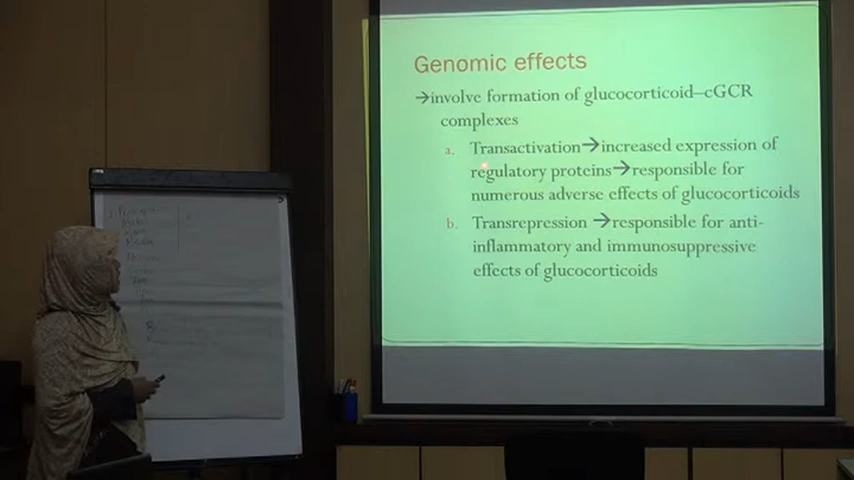 Genomic effects
→involve formation of glucocorticoid–cGCR
complexes
a. Transactivation→increased expression of
regulatory proteins→responsible for
numerous adverse effects of glucocorticoids
b. Transrepression →responsible for anti-
inflammatory and immunosuppressive
effects of glucocorticoids